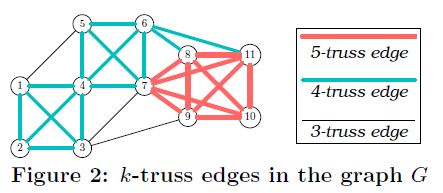 5
6
8
11
1
4
7
2
3
9
10
5-truss edge
4-truss edge
3-truss edge
Figure 2: k-truss edges in the graph G